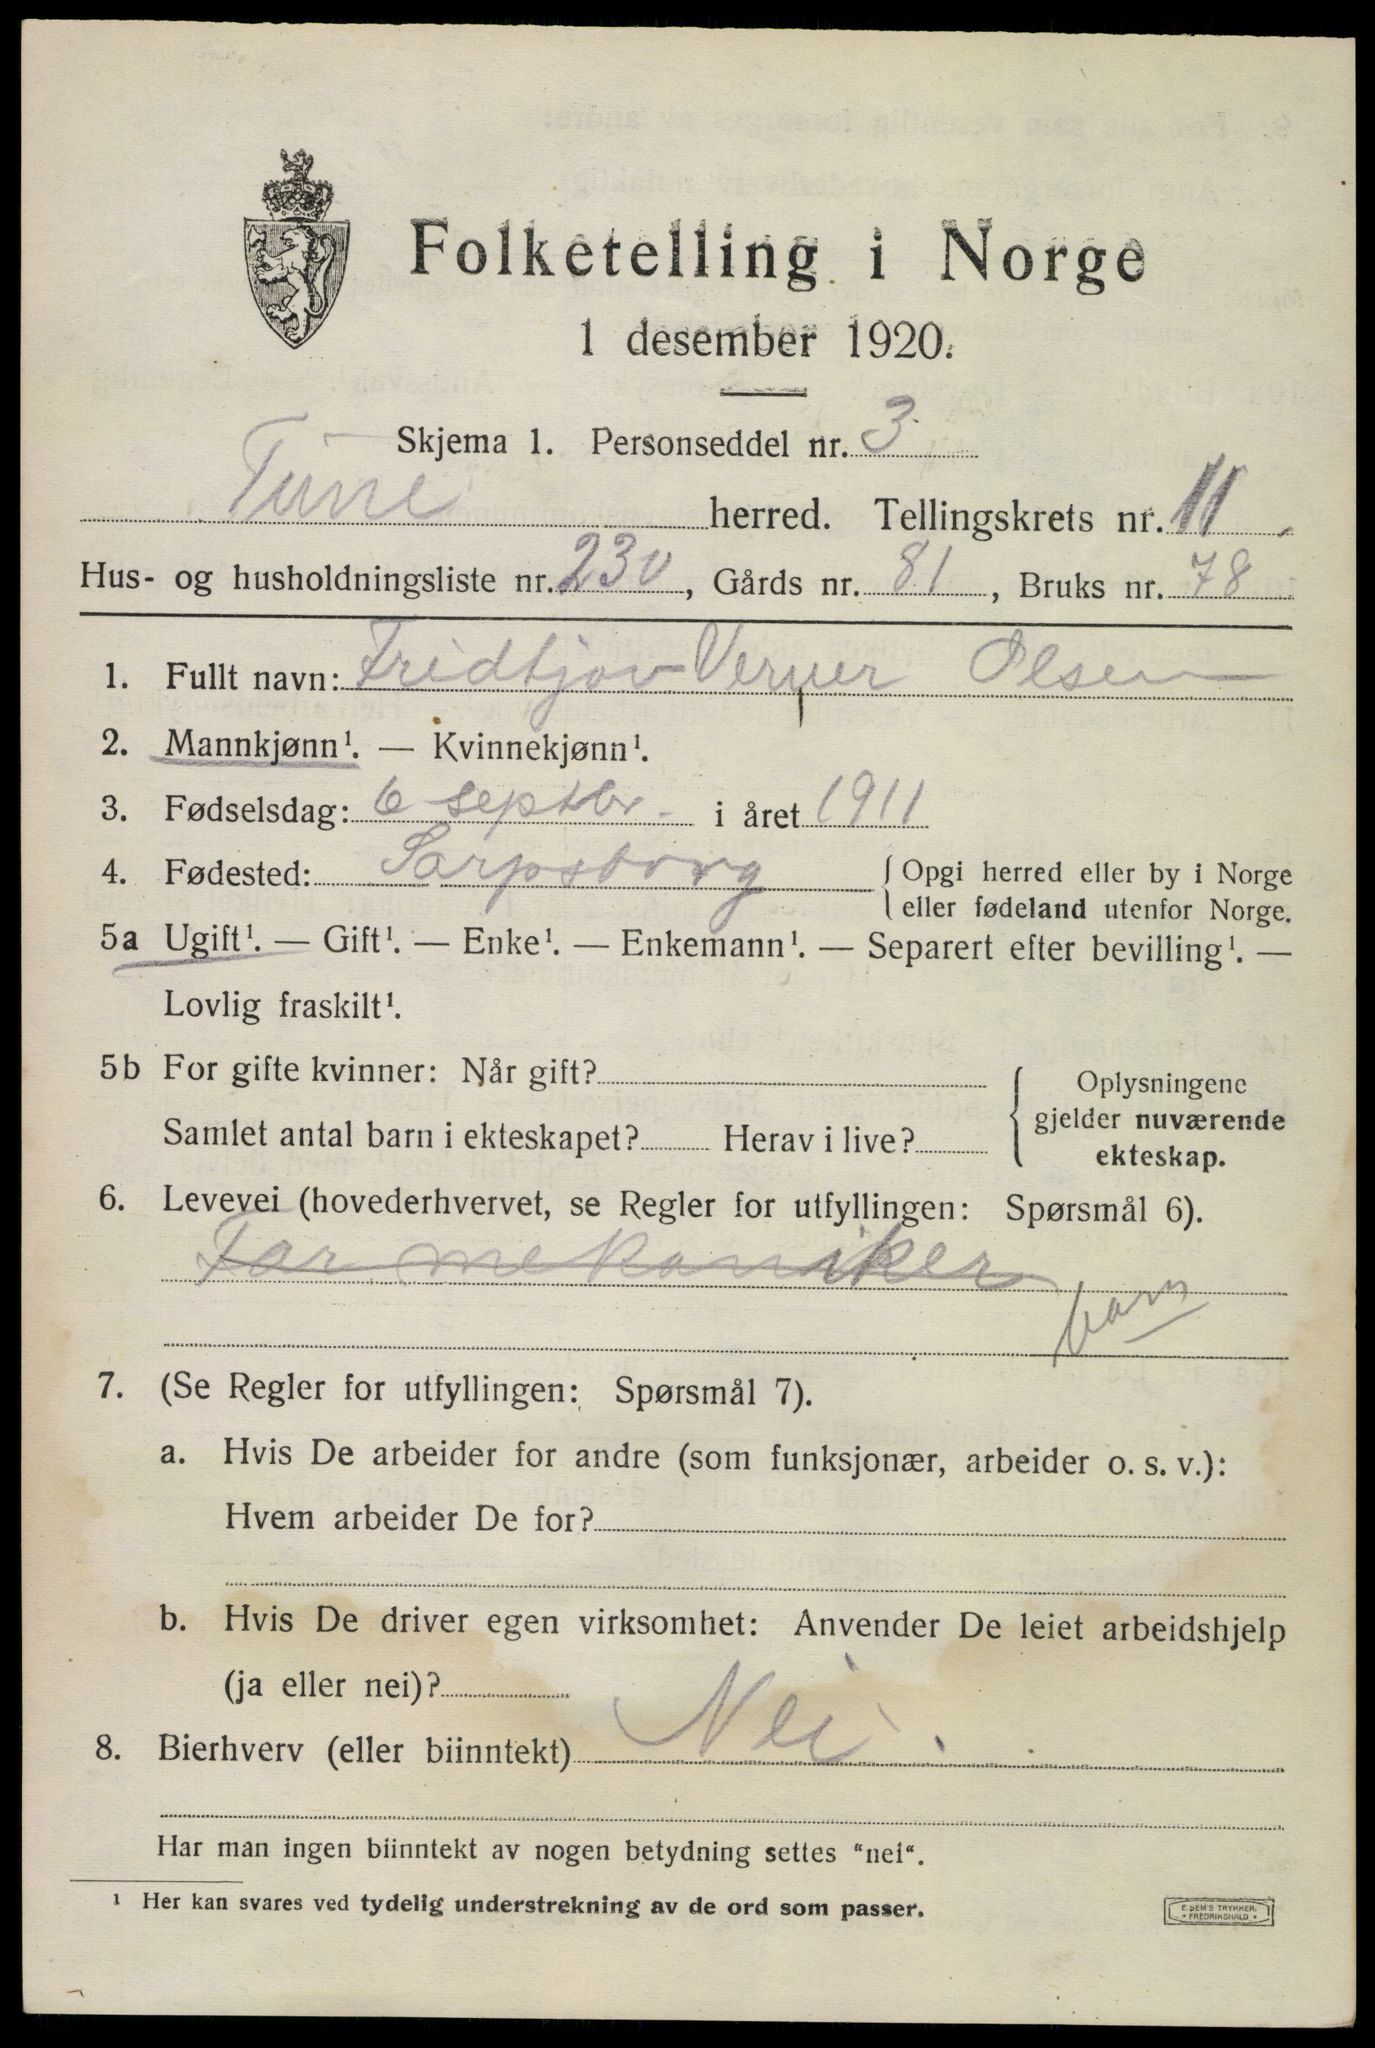 Folketelling i Norge
1 desember 1920.
Skjema 1. Personseddel nr. 3
Tune herred. Tellingskrets nr. 11.
Hus- og husholdningsliste nr. 230, Gårds nr. 81, Bruks nr. 78
1. Fullt navn: Fridtjov Verner Olsen
2. Mannkjønn¹. — Kvinnekjønn¹.
3. Fødselsdag: 6 septbr. i året 1911
4. Fødested: Sarpsborg { Opgi herred eller by i Norge
eller fødeland utenfor Norge.
5a Ugift¹. — Gift¹. — Enke¹. — Enkemann¹. — Separert efter bevilling¹. —
Lovlig fraskilt¹.
5b For gifte kvinner: Når gift? { Oplysningene
gjelder nuværende
Samlet antal barn i ekteskapet? Herav i live?
ekteskap.
6. Levevei (hovederhvervet, se Regler for utfyllingen: Spørsmål 6).
Far mekaniker
barn
7. (Se Regler for utfyllingen: Spørsmål 7).
a. Hvis De arbeider for andre (som funksjonær, arbeider o. s. v.):
Hvem arbeider De for?
b. Hvis De driver egen virksomhet: Anvender De leiet arbeidshjelp
(ja eller nei)?
8. Bierhverv (eller biinntekt) Nei.
Har man ingen biinntekt av nogen betydning settes "nei".
¹ Her kan svares ved tydelig understrekning av de ord som passer.
E. SEM'S TRYKKERI
• FREDRIKSHALD •